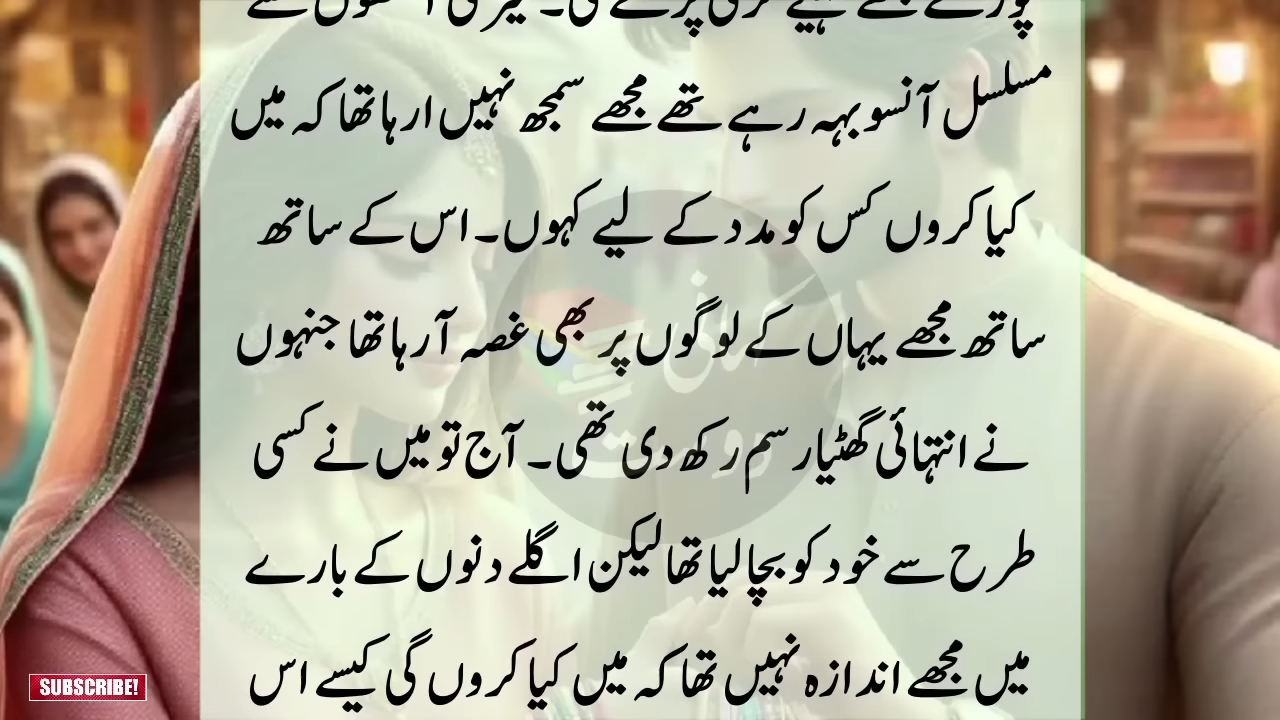 مسلسل آنسو بہہ رہے تھے مجھے سمجھ نہیں ارہا تھا کہ میں
کیا کروں کس کو مدد کے لیے کہوں۔ اس کے ساتھ
ساتھ مجھے یہاں کے لوگوں پر بھی غصہ آرہا تھا جنہوں
نے انتہائی گھٹیا رسم رکھ دی تھی۔ آج تو میں نے کسی
طرح سے خود کو بچا لیا تھا لیکن اگلے دنوں کے بارے
میں مجھے اندازہ نہیں تھا کہ میں کیا کروں گی کیسے اس
SUBSCRIBE!